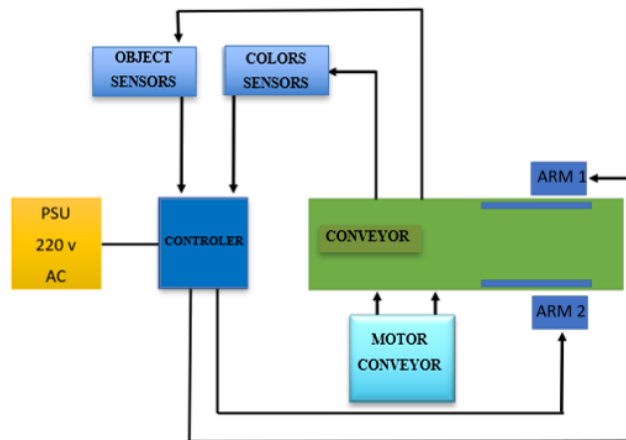 OBJECT
SENSORS
COLORS
SENSORS
ARM 1
PSU
220 v
AC
CONTROLER
CONVEYOR
ARM 2
MOTOR
CONVEYOR